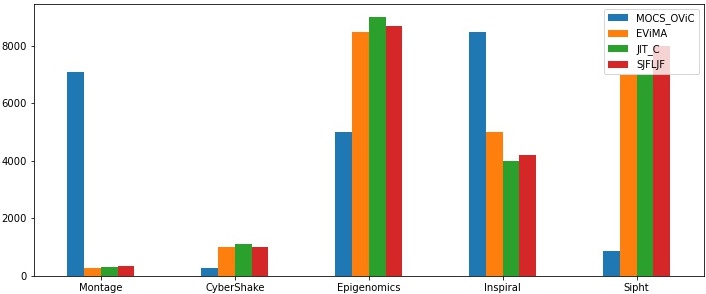 MOCS_OViC
EViMA
JIT_C
SJFLJF
8000
6000
4000
2000
0
Montage CyberShake Epigenomics Inspiral Sipht